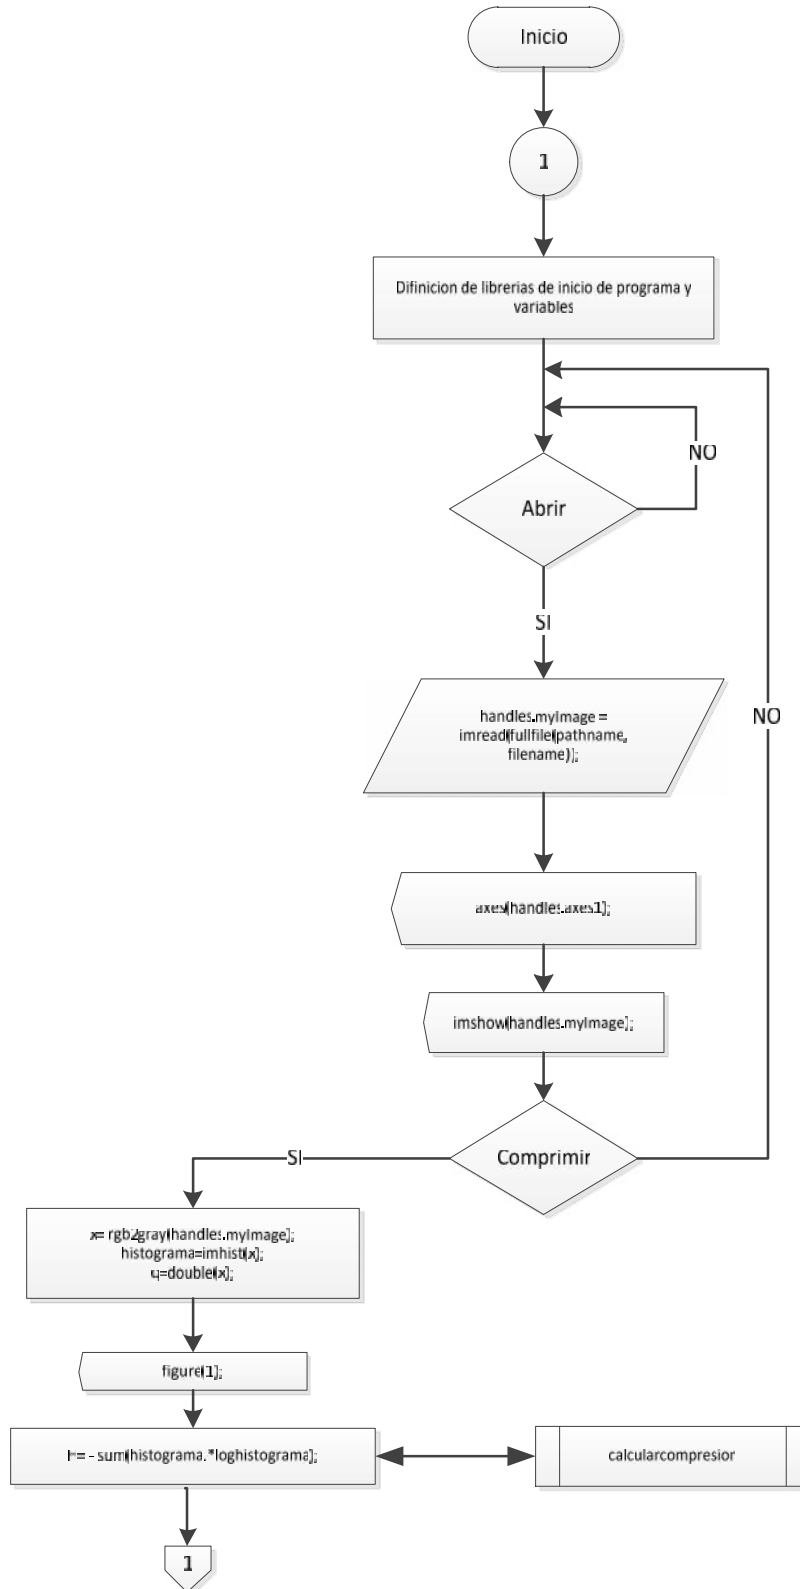 Inicio
1
Difinicion de librerias de inicio de programa y
variables
NO
Abrir
SI
handles.myImage =
imread(fullfile(pathname,
filename));
NO
axes(handles.axes1);
imshow(handles.myImage);
Comprimir
SI
x= rgb2gray(handles.myImage);
histograma=imhist(x);
q=double(x);
figure(1);
= - sum(histograma.*loghistograma);
calcularcompresior
1